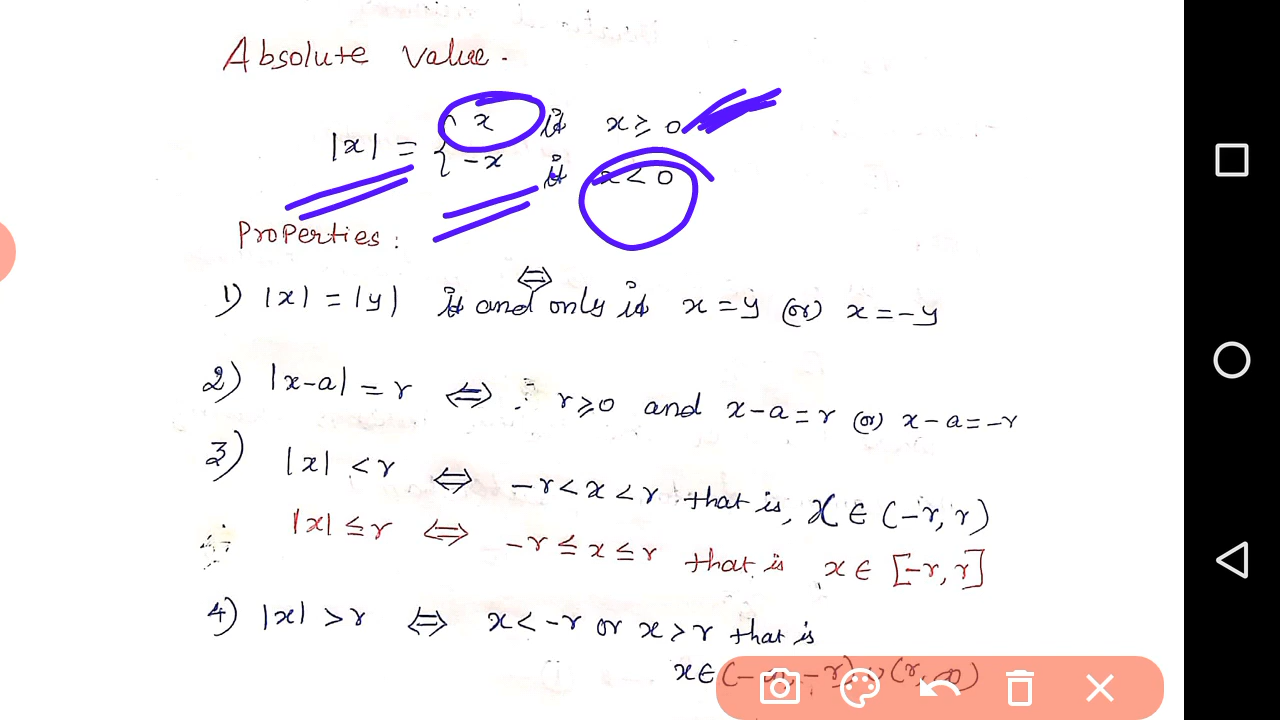 Absolute Value.
|x| = { x if x ≥ 0
-x if x < 0
Properties:
⇔
1) |x| = |y| if and only if x = y (or) x = -y
2) |x-a| = r ⇔ r ≥ 0 and x-a = r (or) x-a = -r
3) |x| < r ⇔ -r < x < r that is, x ∈ (-r, r)
|x| ≤ r ⇔ -r ≤ x ≤ r that is x ∈ [-r, r]
4) |x| > r ⇔ x < -r or x > r that is
x ∈ (-∞, -r) ∪ (r, ∞)